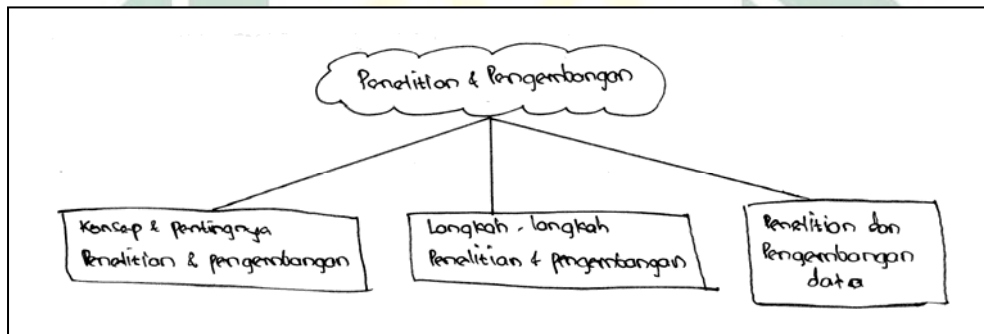 Penelitian & Pengembangan
Konsep & pentingnya
Penelitian & pengembangan
Langkah - langkah
Penelitian & pengembangan
Penelitian dan
Pengembangan
data